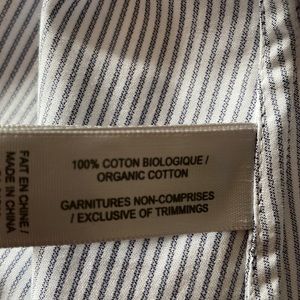 100% COTON BIOLOGIQUE /
ORGANIC COTTON
GARNITURES NON-COMPRISES
/ EXCLUSIVE OF TRIMMINGS
FAIT EN CHINE /
MADE IN CHINA